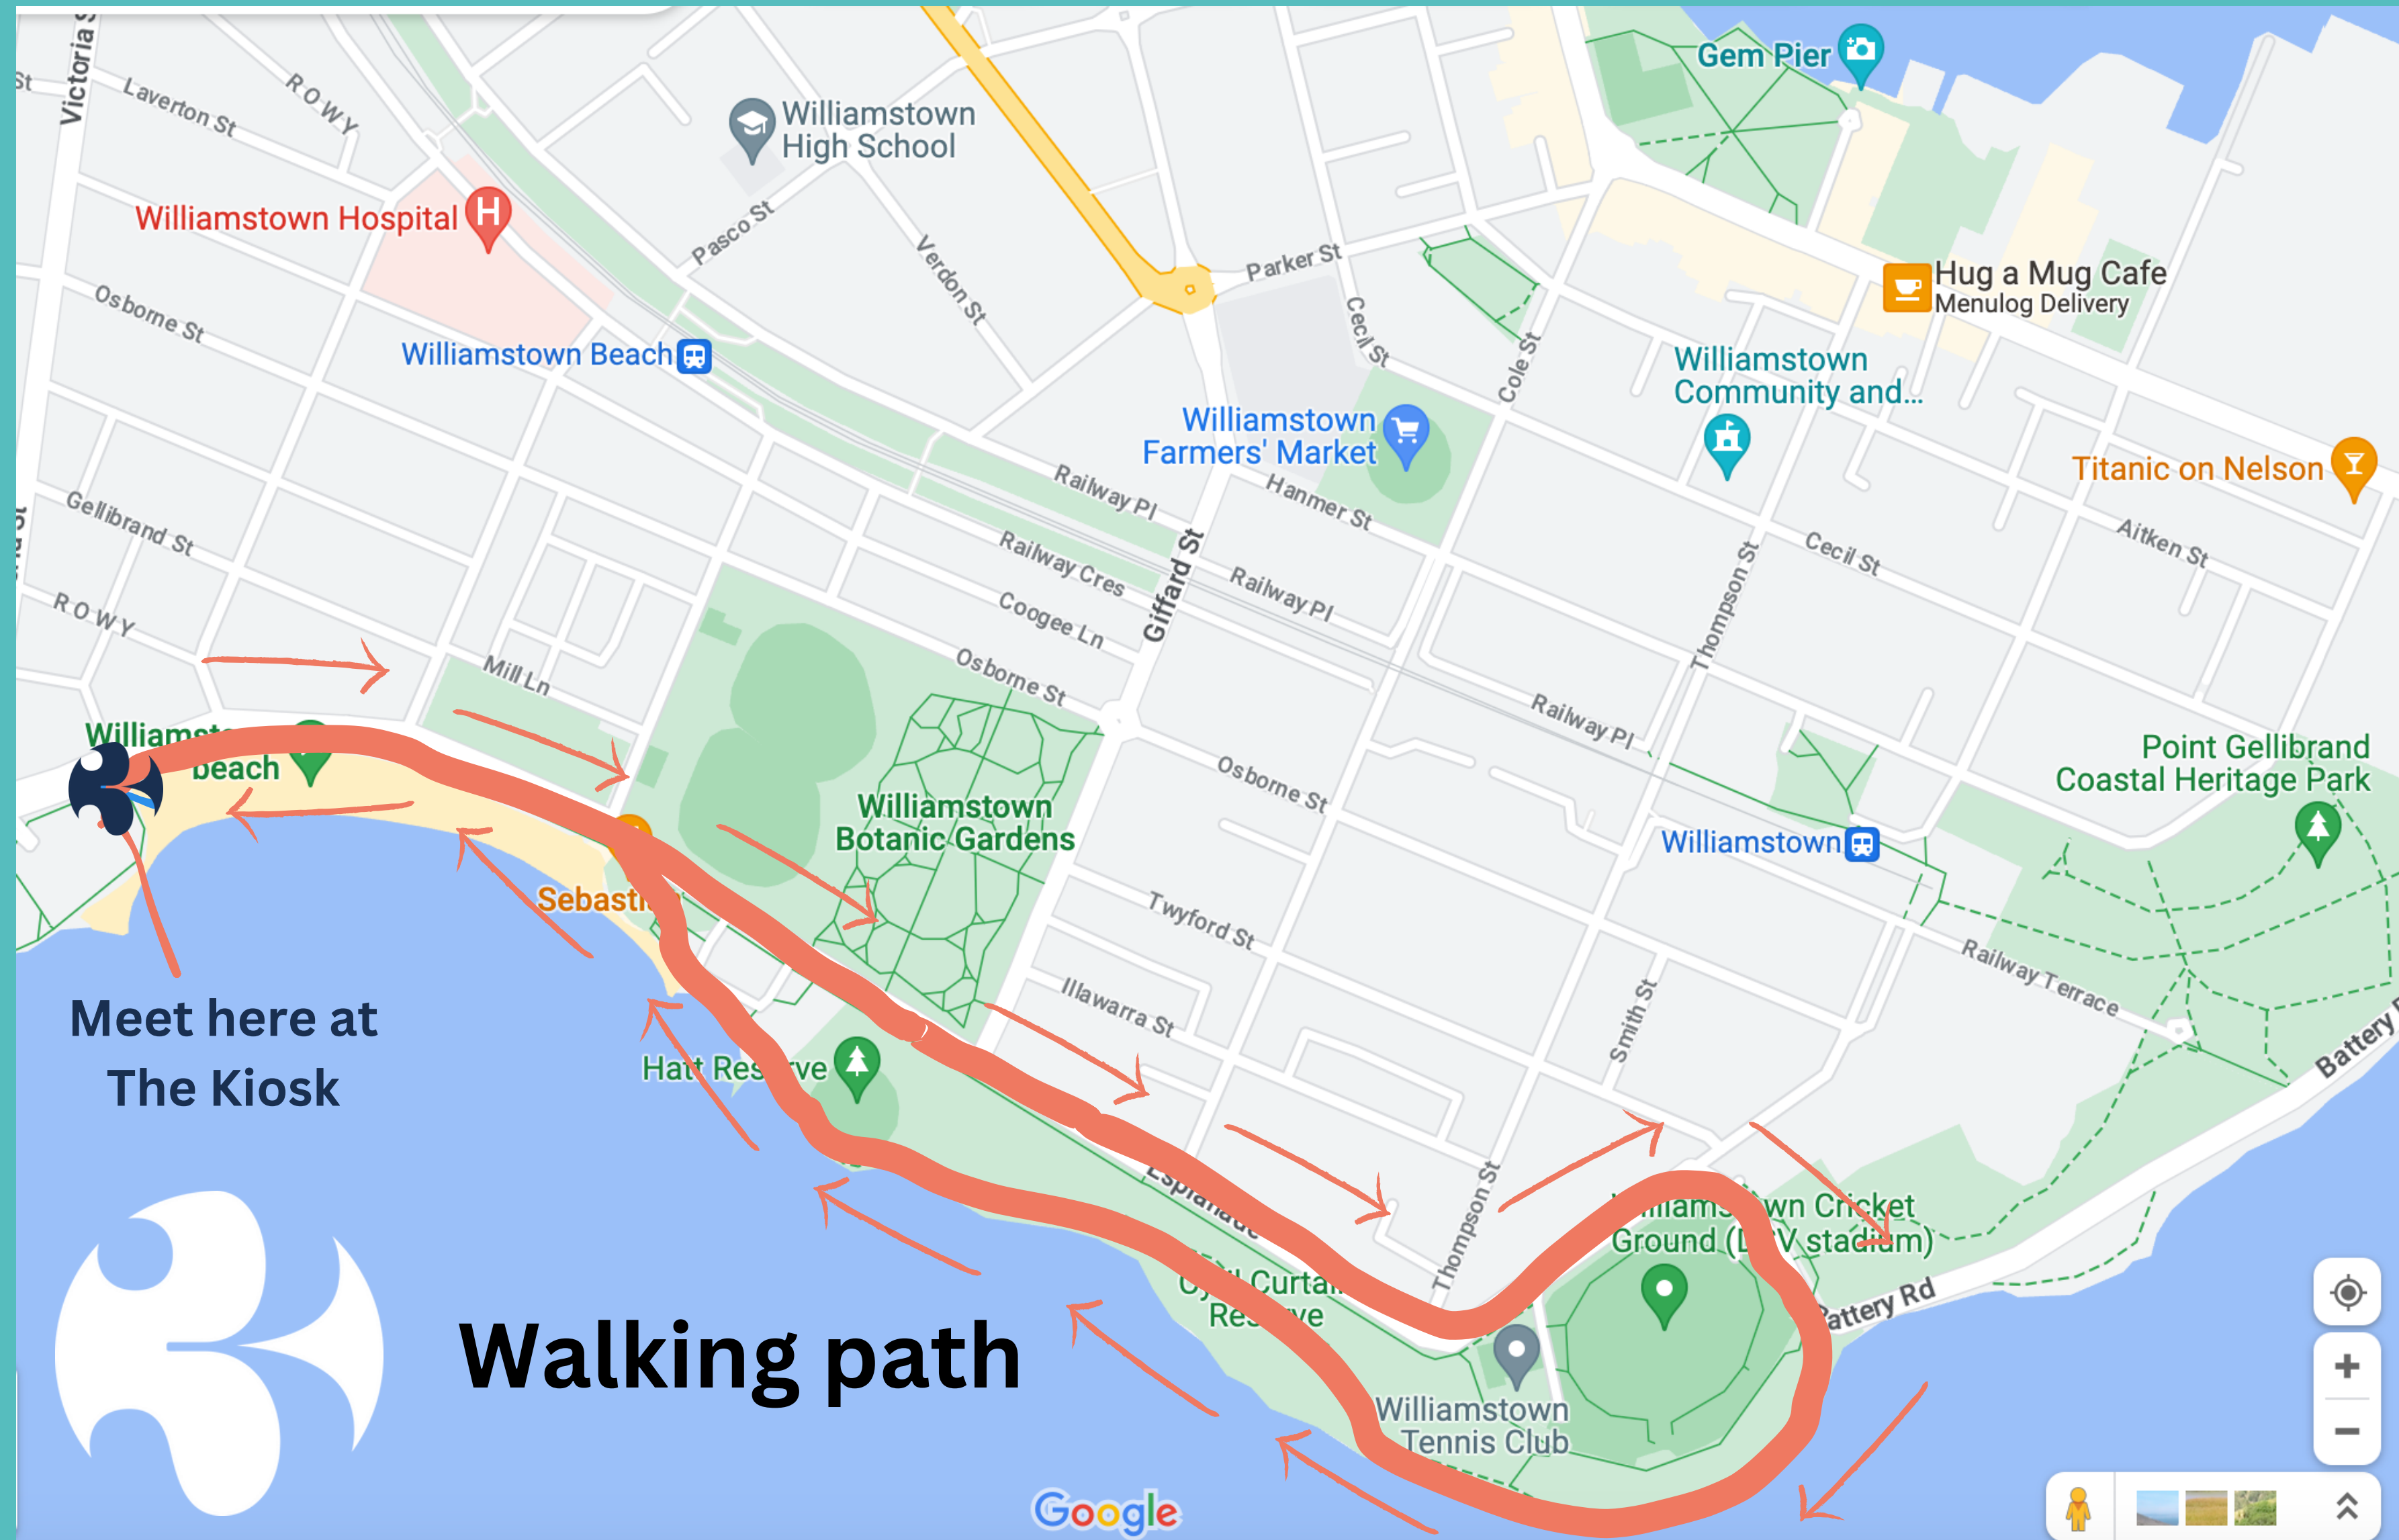 Victoria S
St
Laverton St
ROWY
Williamstown
High School
Gem Pier
Williamstown Hospital
Pasco St
Verdon St
Parker St
Cecil St
Cole St
Hug a Mug Cafe
Menulog Delivery
Osborne St
Williamstown Beach
Williamstown
Community and...
Williamstown
Farmers' Market
Titanic on Nelson
Railway Pl
Hanmer St
Aitken St
Gellibrand St
Cecil St
Railway Cres
Giffard St
Railway Pl
Thompson St
ROWY
Coogee Ln
Mill Ln
Osborne St
Railway Pl
beach
Osborne St
Point Gellibrand
Coastal Heritage Park
Williamstown
Botanic Gardens
Williamstown
Twyford St
Railway Terrace
Illawarra St
Smith St
Battery
Meet here at
The Kiosk
Thompson St
Walking path
Battery Rd
Williamstown
Tennis Club
Google